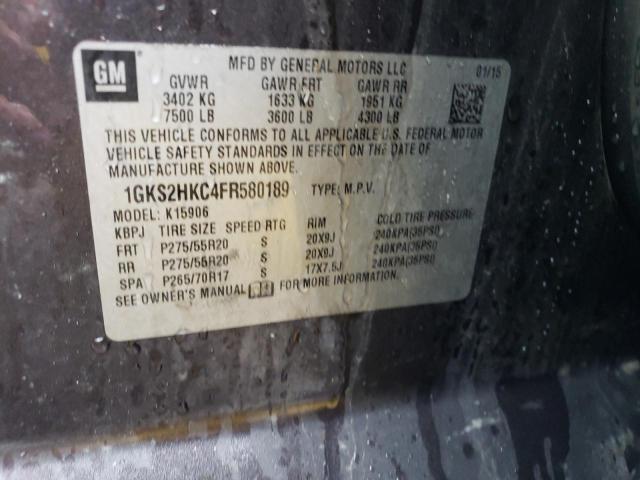 GM
MFD BY GENERAL MOTORS LLC 01/15
GVWR GAWR FRT GAWR RR
3402 KG 1633 KG 1951 KG
7500 LB 3600 LB 4300 LB
THIS VEHICLE CONFORMS TO ALL APPLICABLE U.S. FEDERAL MOTOR
VEHICLE SAFETY STANDARDS IN EFFECT ON THE DATE OF
MANUFACTURE SHOWN ABOVE.
1GKS2HKC4FR580189 TYPE: M.P.V.
MODEL: K15906
KBPJ TIRE SIZE SPEED RTG RIM COLD TIRE PRESSURE
FRT P275/55R20 S 20X9J 240KPA(35PSI)
RR P275/55R20 S 20X9J 240KPA(35PSI)
SPA P265/70R17 S 17X7.5J 240KPA(35PSI)
SEE OWNER'S MANUAL FOR MORE INFORMATION.